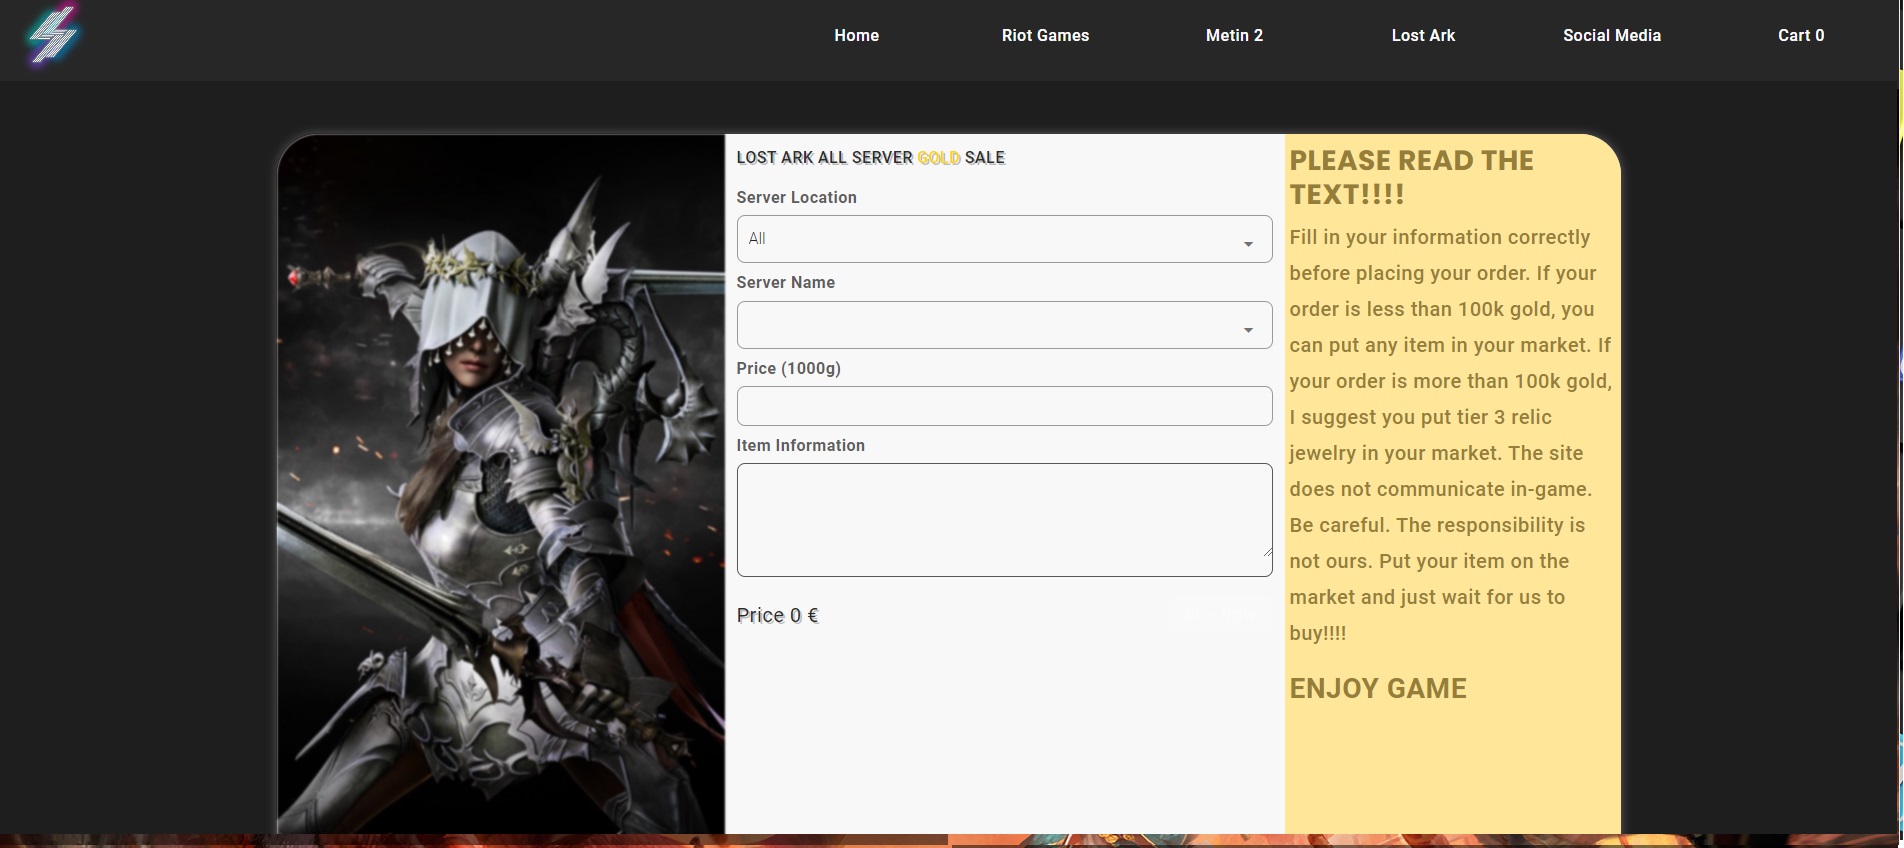 Home Riot Games Metin 2 Lost Ark Social Media Cart 0
LOST ARK ALL SERVER GOLD SALE
Server Location
All
Server Name
Price (1000g)
Item Information
Price 0 €
PLEASE READ THE
TEXT!!!!
Fill in your information correctly
before placing your order. If your
order is less than 100k gold, you
can put any item in your market. If
your order is more than 100k gold,
I suggest you put tier 3 relic
jewelry in your market. The site
does not communicate in-game.
Be careful. The responsibility is
not ours. Put your item on the
market and just wait for us to
buy!!!!
ENJOY GAME